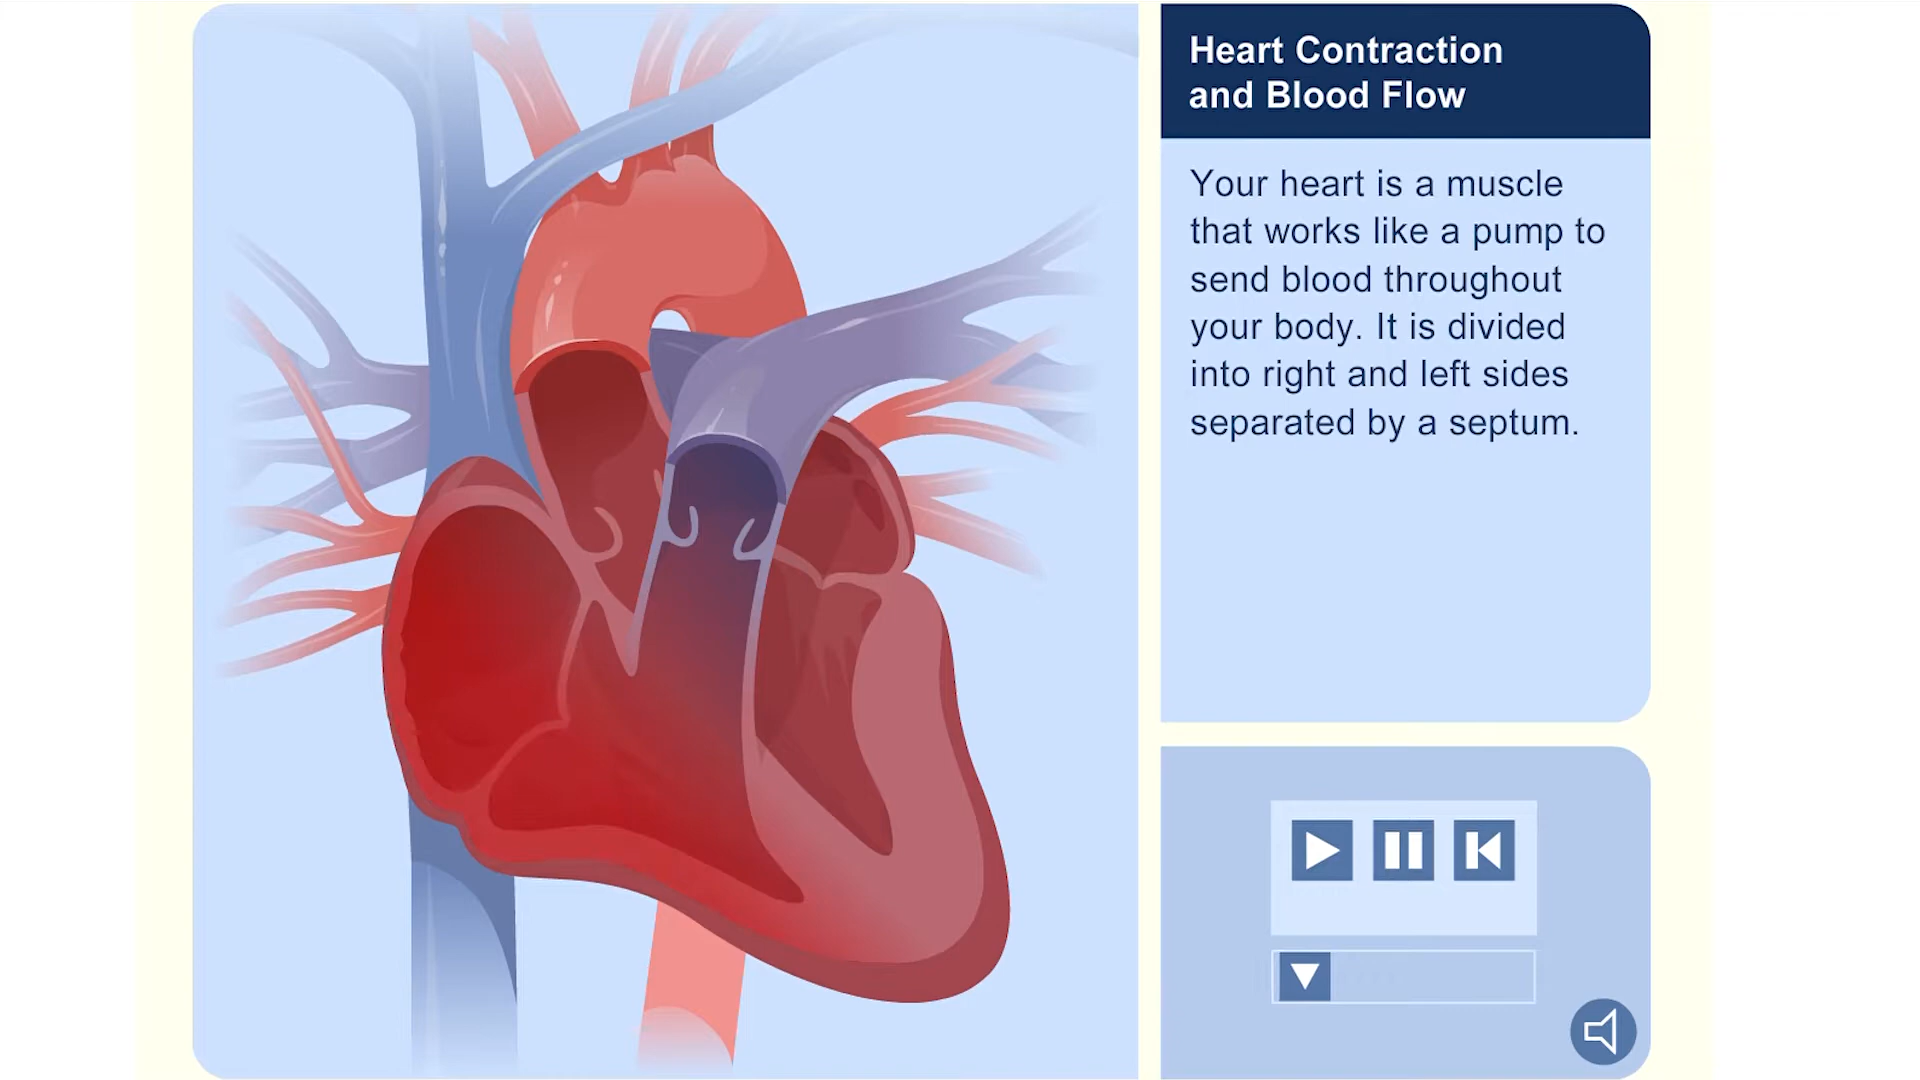 Heart Contraction
and Blood Flow
Your heart is a muscle
that works like a pump to
send blood throughout
your body. It is divided
into right and left sides
separated by a septum.